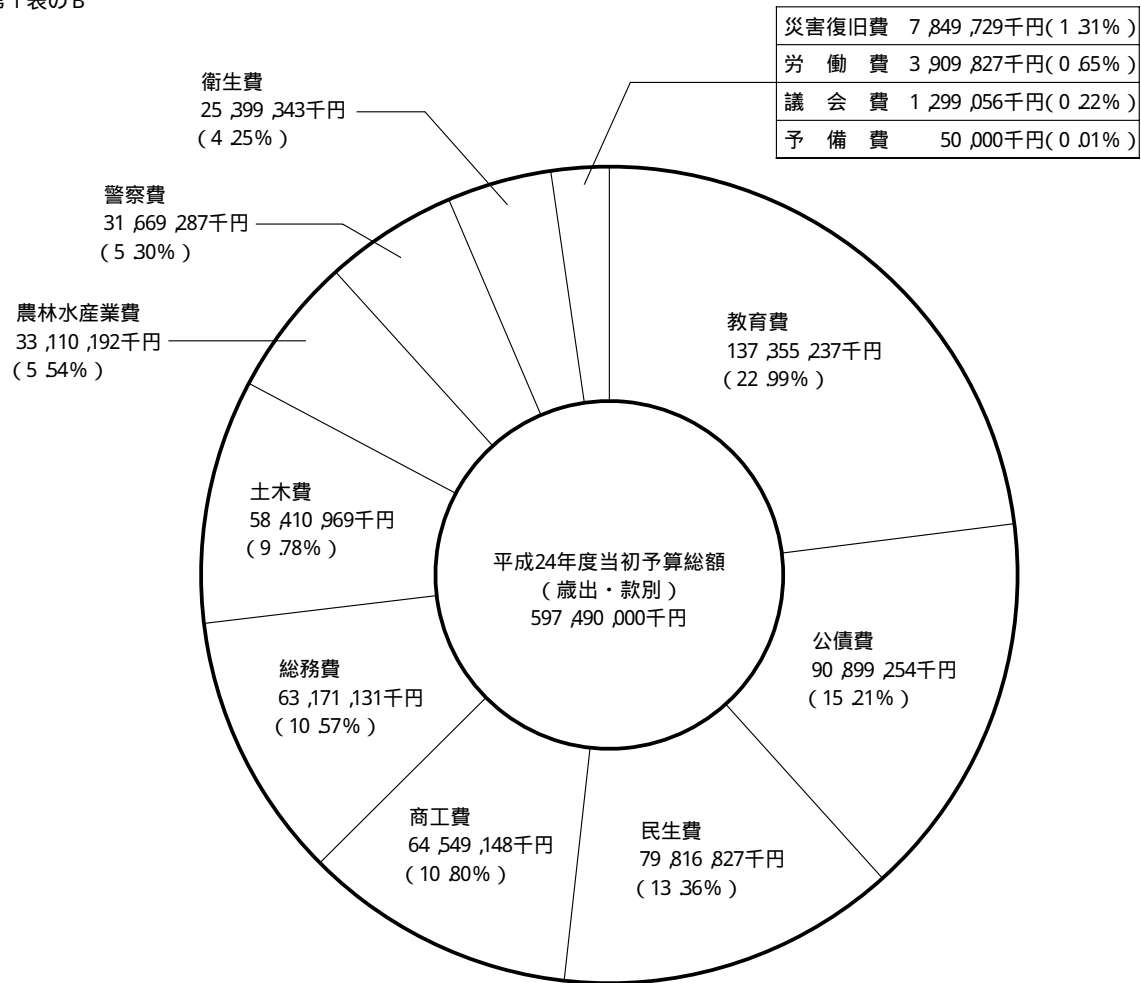 第1表のB
災害復旧費 7,849,729千円(1.31%)
労働費 3,909,827千円(0.65%)
議会費 1,299,056千円(0.22%)
予備費 50,000千円(0.01%)
衛生費
25,399,343千円
(4.25%)
警察費
31,669,287千円
(5.30%)
農林水産業費
33,110,192千円
(5.54%)
教育費
137,355,237千円
(22.99%)
土木費
58,410,969千円
(9.78%)
平成24年度当初予算総額
(歳出・款別)
597,490,000千円
公債費
90,899,254千円
(15.21%)
総務費
63,171,131千円
(10.57%)
商工費
64,549,148千円
(10.80%)
民生費
79,816,827千円
(13.36%)